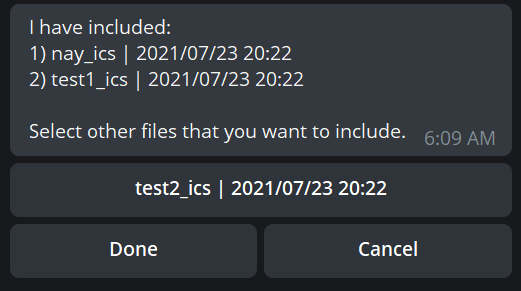 I have included:
1) nay_ics | 2021/07/23 20:22
2) test1_ics | 2021/07/23 20:22
Select other files that you want to include.
6:09 AM
test2_ics | 2021/07/23 20:22
Done
Cancel